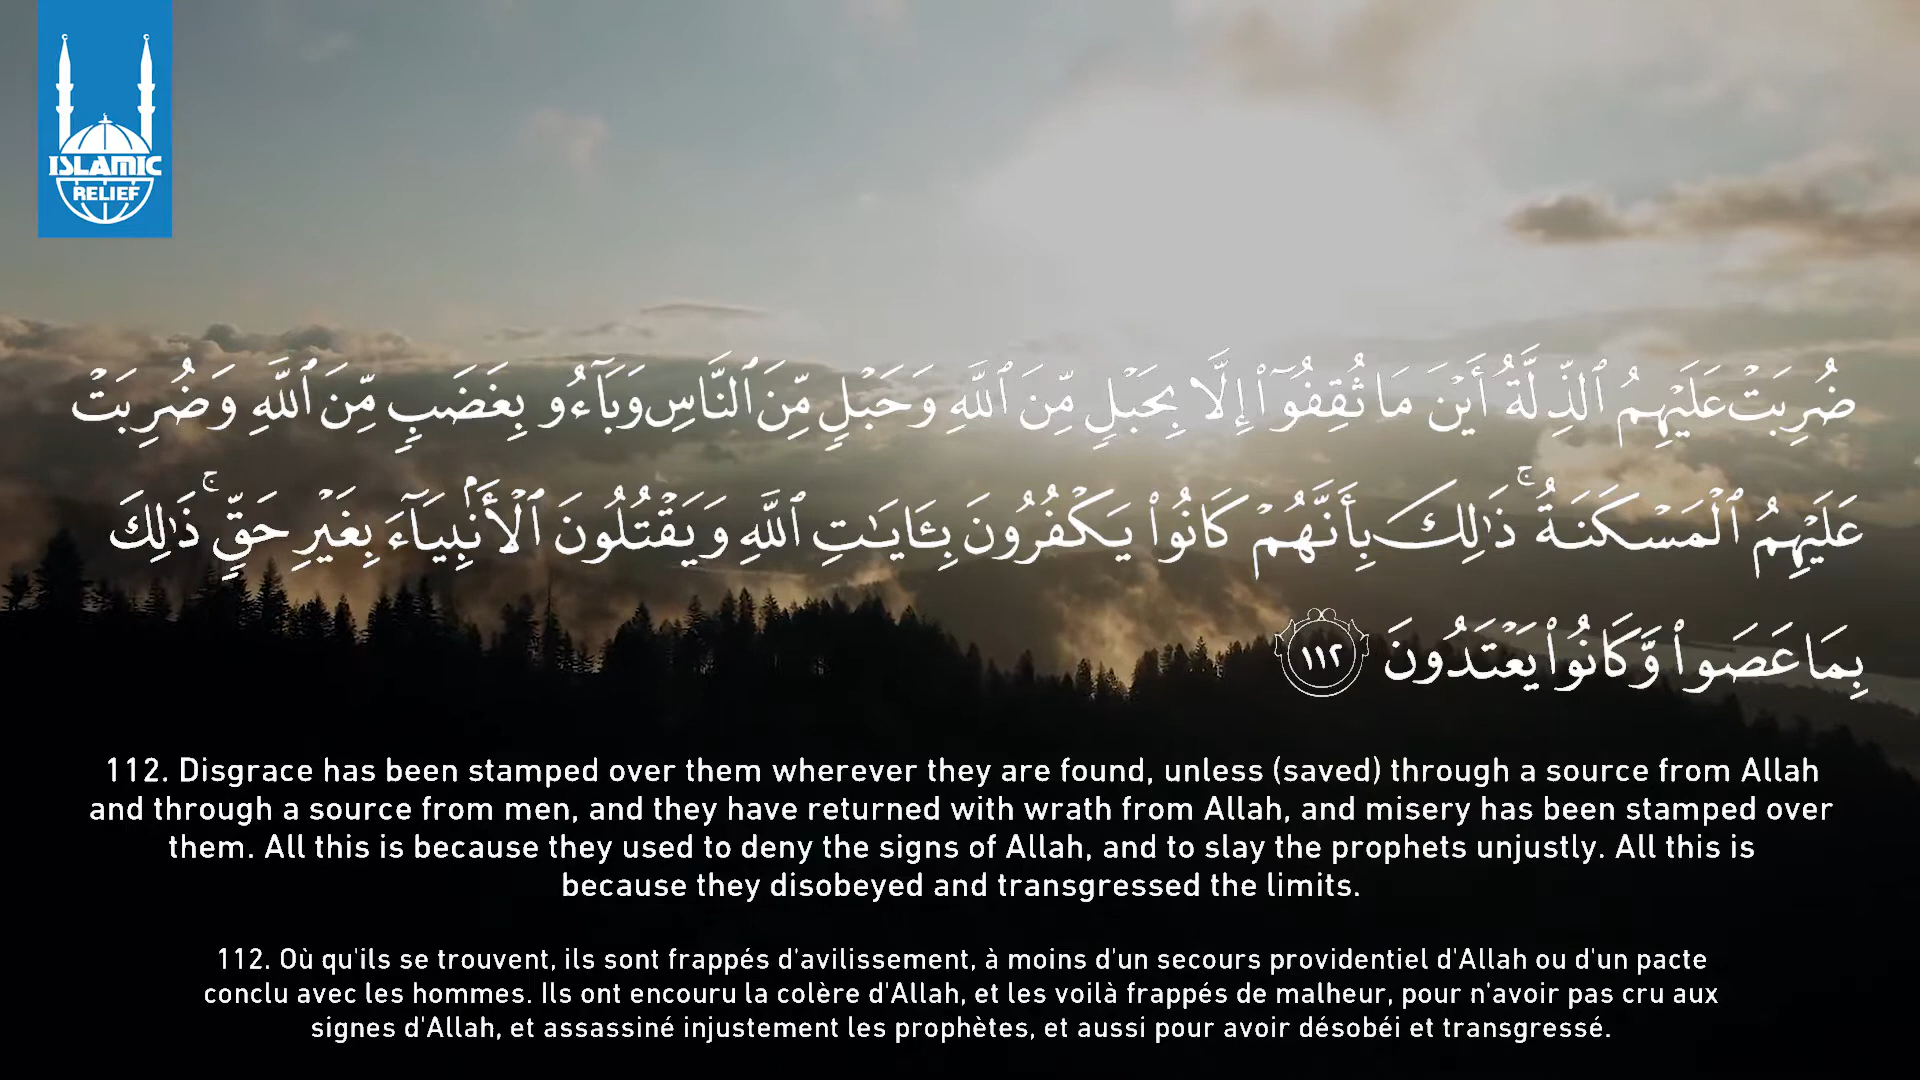 ISLAMIC
RELIEF
ضُرِبَتْ عَلَيْهِمُ ٱلذِّلَّةُ أَيْنَ مَا ثُقِفُوٓا۟ إِلَّا بِحَبْلٍ مِّنَ ٱللَّهِ وَحَبْلٍ مِّنَ ٱلنَّاسِ وَبَآءُو بِغَضَبٍ مِّنَ ٱللَّهِ وَضُرِبَتْ
عَلَيْهِمُ ٱلْمَسْكَنَةُ ۚ ذَٰلِكَ بِأَنَّهُمْ كَانُوا۟ يَكْفُرُونَ بِـَٔايَـٰتِ ٱللَّهِ وَيَقْتُلُونَ ٱلْأَنۢبِيَآءَ بِغَيْرِ حَقٍّ ۚ ذَٰلِكَ
بِمَا عَصَوا۟ وَّكَانُوا۟ يَعْتَدُونَ ١١٢
112. Disgrace has been stamped over them wherever they are found, unless (saved) through a source from Allah
and through a source from men, and they have returned with wrath from Allah, and misery has been stamped over
them. All this is because they used to deny the signs of Allah, and to slay the prophets unjustly. All this is
because they disobeyed and transgressed the limits.
112. Où qu'ils se trouvent, ils sont frappés d'avilissement, à moins d'un secours providentiel d'Allah ou d'un pacte
conclu avec les hommes. Ils ont encouru la colère d'Allah, et les voilà frappés de malheur, pour n'avoir pas cru aux
signes d'Allah, et assassiné injustement les prophètes, et aussi pour avoir désobéi et transgressé.